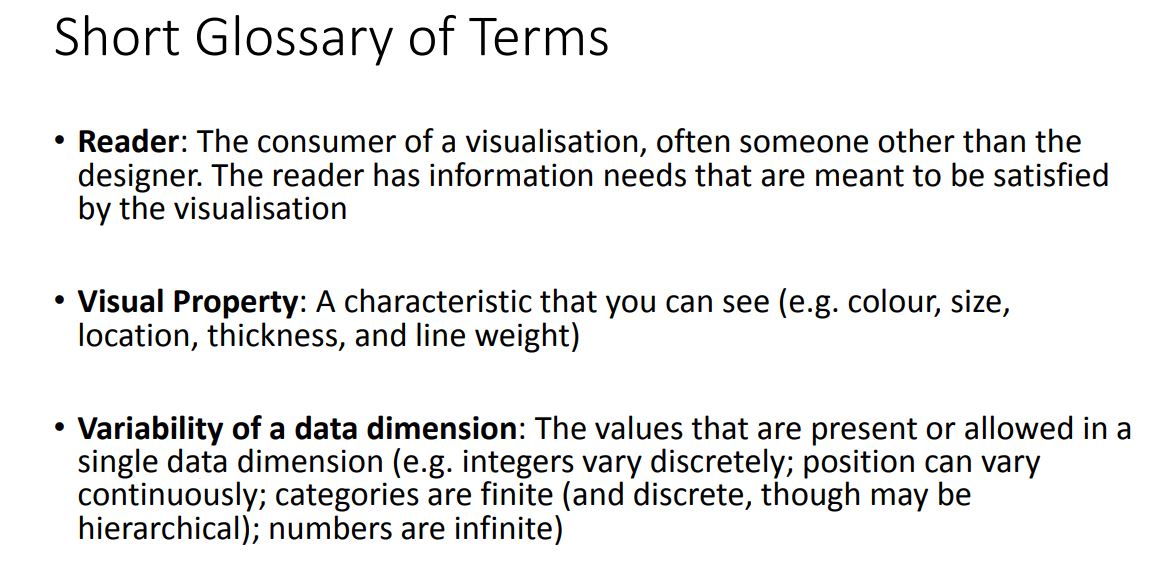 Short Glossary of Terms
• Reader: The consumer of a visualisation, often someone other than the
designer. The reader has information needs that are meant to be satisfied
by the visualisation
• Visual Property: A characteristic that you can see (e.g. colour, size,
location, thickness, and line weight)
• Variability of a data dimension: The values that are present or allowed in a
single data dimension (e.g. integers vary discretely; position can vary
continuously; categories are finite (and discrete, though may be
hierarchical); numbers are infinite)